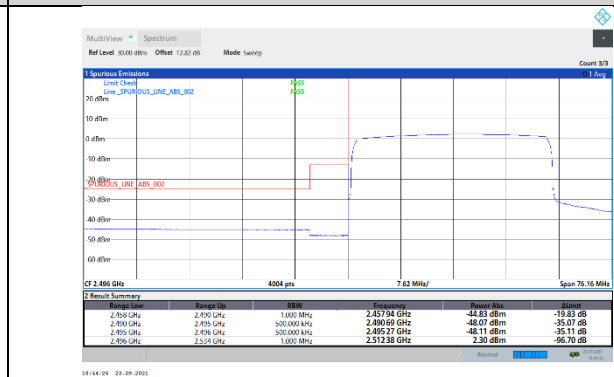 MultiView Spectrum
Ref Level 30.00 dBm Offset 12.82 dB Mode Sweep
Count 3/3
1 Spurious Emissions 1 Avg
Limit Check PASS
Line _SPURIOUS_LINE_ABS_002 PASS
20 dBm
10 dBm
0 dBm
-10 dBm
-20 dBm
_SPURIOUS_LINE_ABS_002
-30 dBm
-40 dBm
-50 dBm
-60 dBm
CF 2.496 GHz 4004 pts 7.62 MHz/ Span 76.16 MHz
2 Result Summary
Range Low Range Up RBW Frequency Power Abs ΔLimit
2.458 GHz 2.490 GHz 1.000 MHz 2.45794 GHz -44.83 dBm -19.83 dB
2.490 GHz 2.495 GHz 500.000 kHz 2.49069 GHz -48.07 dBm -35.07 dB
2.495 GHz 2.496 GHz 500.000 kHz 2.49527 GHz -48.11 dBm -35.11 dB
2.496 GHz 2.534 GHz 1.000 MHz 2.51238 GHz 2.30 dBm -96.70 dB
Aborted
18:44:26 23.09.2021